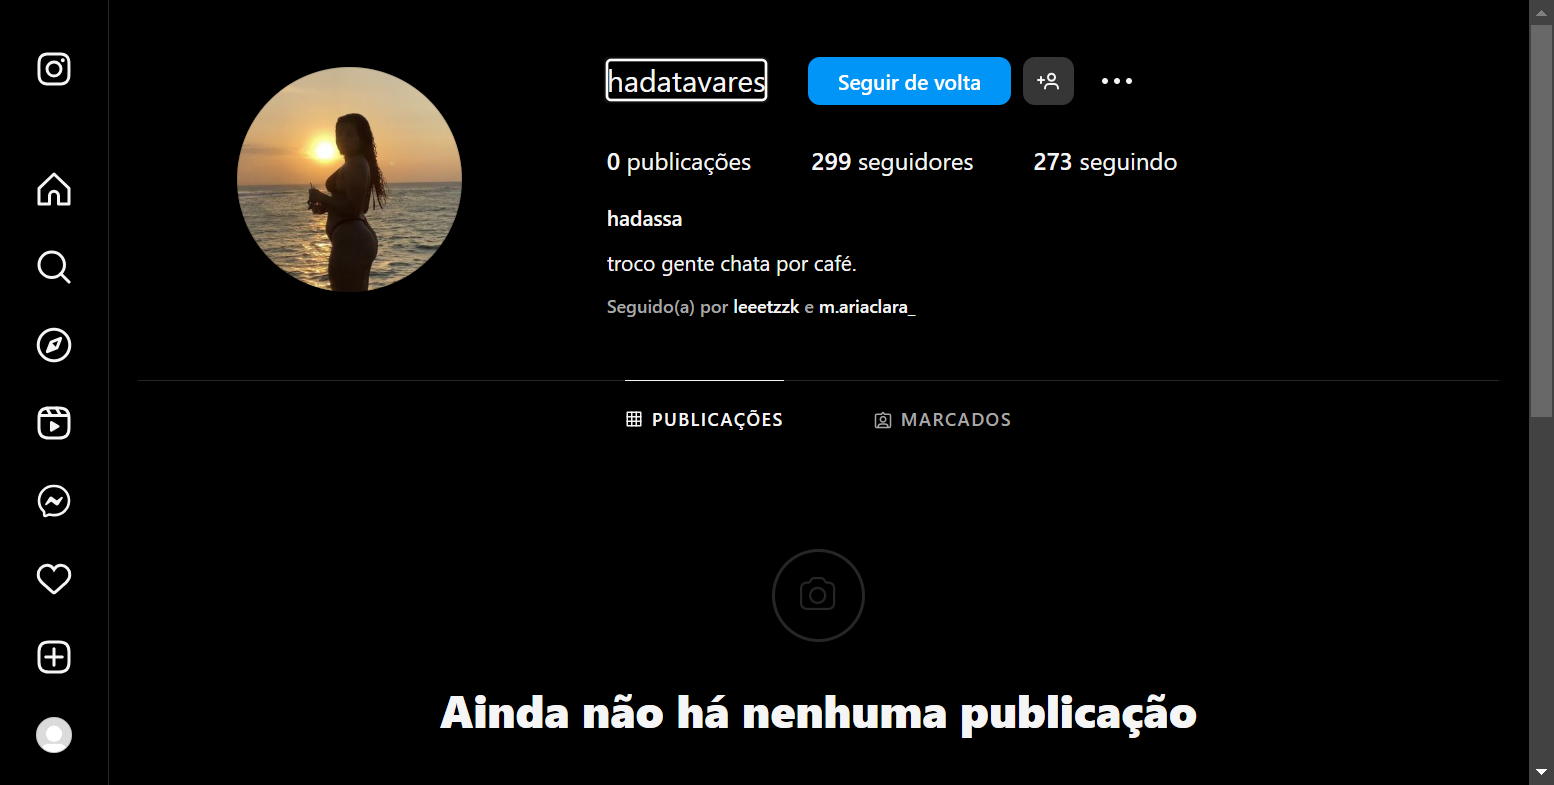 hadatavares Seguir de volta
0 publicações 299 seguidores 273 seguindo
hadassa
troco gente chata por café.
Seguido(a) por leeetzzk e m.ariaclara_
PUBLICAÇÕES MARCADOS
Ainda não há nenhuma publicação